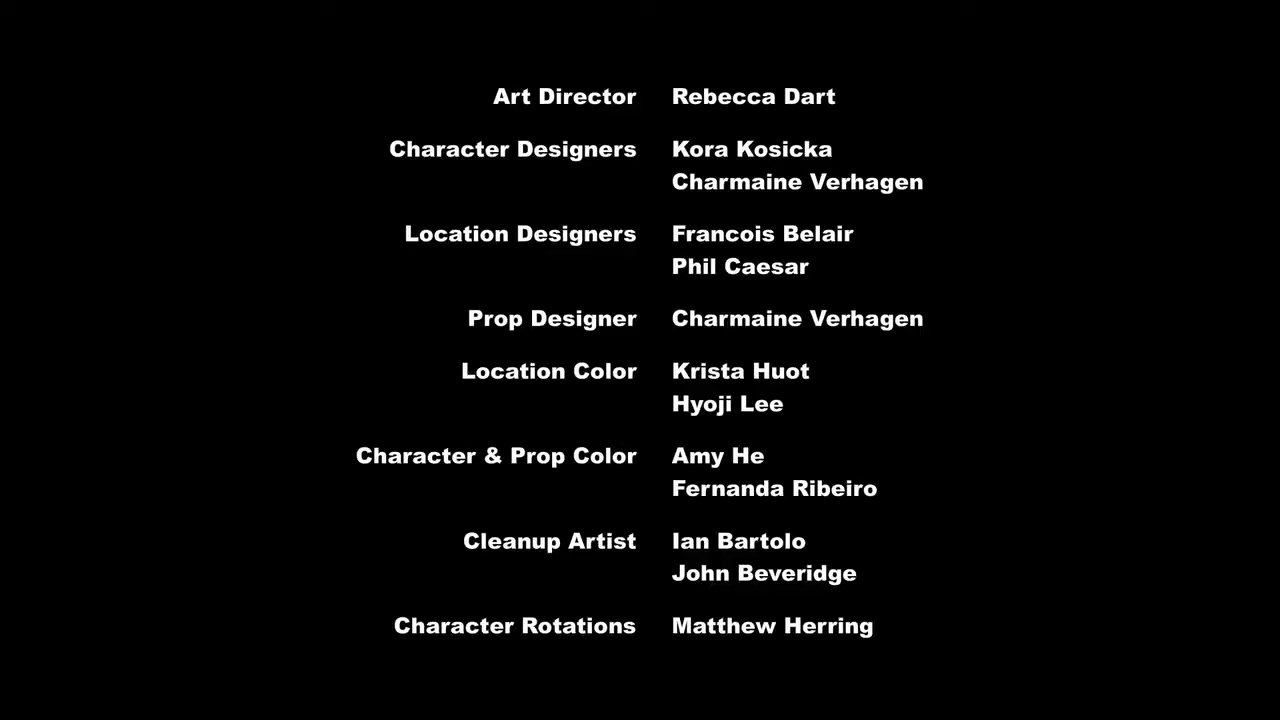 Art Director Rebecca Dart
Character Designers Kora Kosicka
Charmaine Verhagen
Location Designers Francois Belair
Phil Caesar
Prop Designer Charmaine Verhagen
Location Color Krista Huot
Hyoji Lee
Character & Prop Color Amy He
Fernanda Ribeiro
Cleanup Artist Ian Bartolo
John Beveridge
Character Rotations Matthew Herring